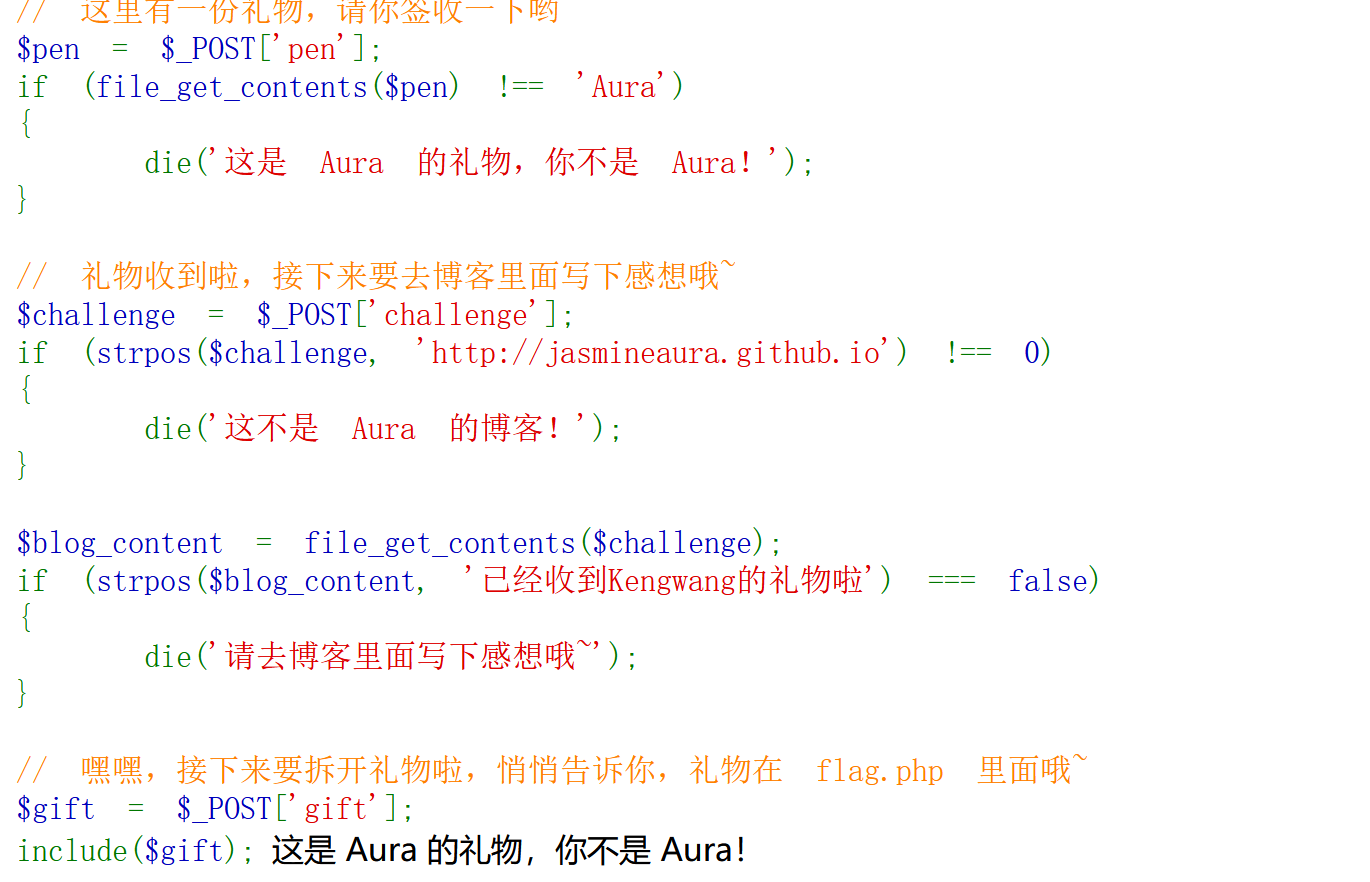 // 这里有一份礼物，请你签收一下哟
$pen = $_POST['pen'];
if (file_get_contents($pen) !== 'Aura')
{
die('这是 Aura 的礼物，你不是 Aura！');
}
// 礼物收到啦，接下来要去博客里面写下感想哦~
$challenge = $_POST['challenge'];
if (strpos($challenge, 'http://jasmineaura.github.io') !== 0)
{
die('这不是 Aura 的博客！');
}
$blog_content = file_get_contents($challenge);
if (strpos($blog_content, '已经收到Kengwang的礼物啦') === false)
{
die('请去博客里面写下感想哦~');
}
// 嘿嘿，接下来要拆开礼物啦，悄悄告诉你，礼物在 flag.php 里面哦~
$gift = $_POST['gift'];
include($gift); 这是 Aura 的礼物，你不是 Aura！